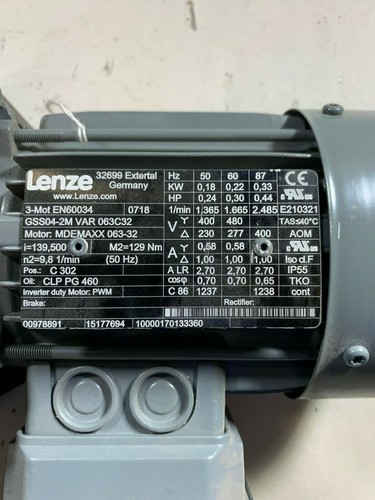 Lenze
32699 Extertal
Germany
www.Lenze.com
Hz 50 60 87
KW 0,18 0,22 0,33
HP 0,24 0,30 0,44
3-Mot EN60034 0718 1/min 1.365 1.665 2.485 E210321
GSS04-2M VAR 063C32 V 400 480 TAS≤40°C
Motor: MDEMAXX 063-32 △ 230 277 400 AOM
i=139,500 M2=129 Nm A 0,58 0,58 CE
n2=9,8 1/min (50 Hz) △ 1,00 1,00 1,00 Iso cl.F
Pos.: C 302 A LR 2,70 2,70 2,70 IP55
Oil: CLP PG 460 cosφ 0,70 0,70 0,65 TKO
Inverter duty Motor: PWM C 86 1237 1238 cont
Brake: Rectifier:
00978891 15177694 10000170133360